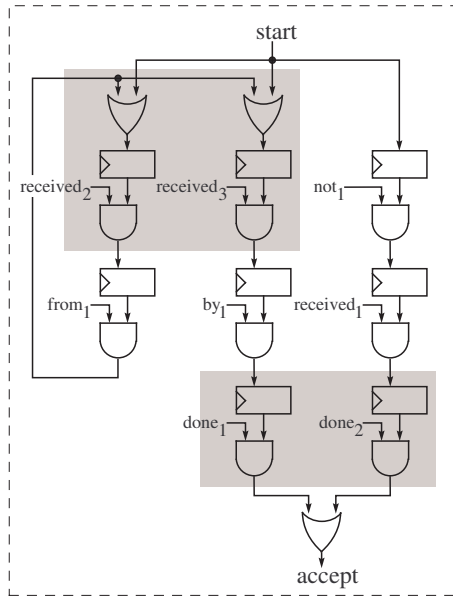 start
received2 received3 not1
from1 by1 received1
done1 done2
accept